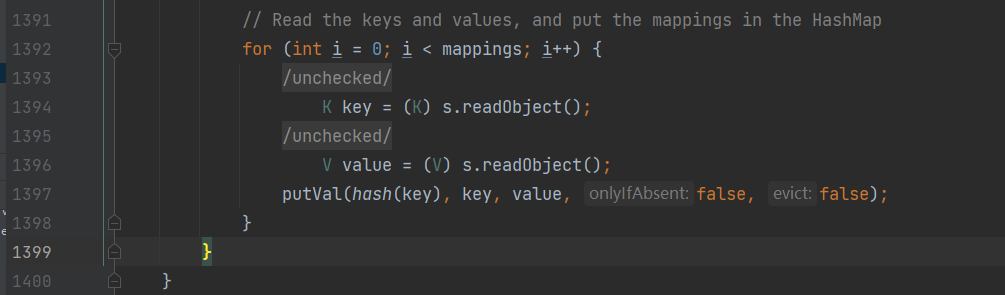 1391 // Read the keys and values, and put the mappings in the HashMap
1392 for (int i = 0; i < mappings; i++) {
1393 /unchecked/
1394 K key = (K) s.readObject();
1395 /unchecked/
1396 V value = (V) s.readObject();
1397 putVal(hash(key), key, value, onlyIfAbsent: false, evict: false);
v 1398 }
e 1399 }
1400 }